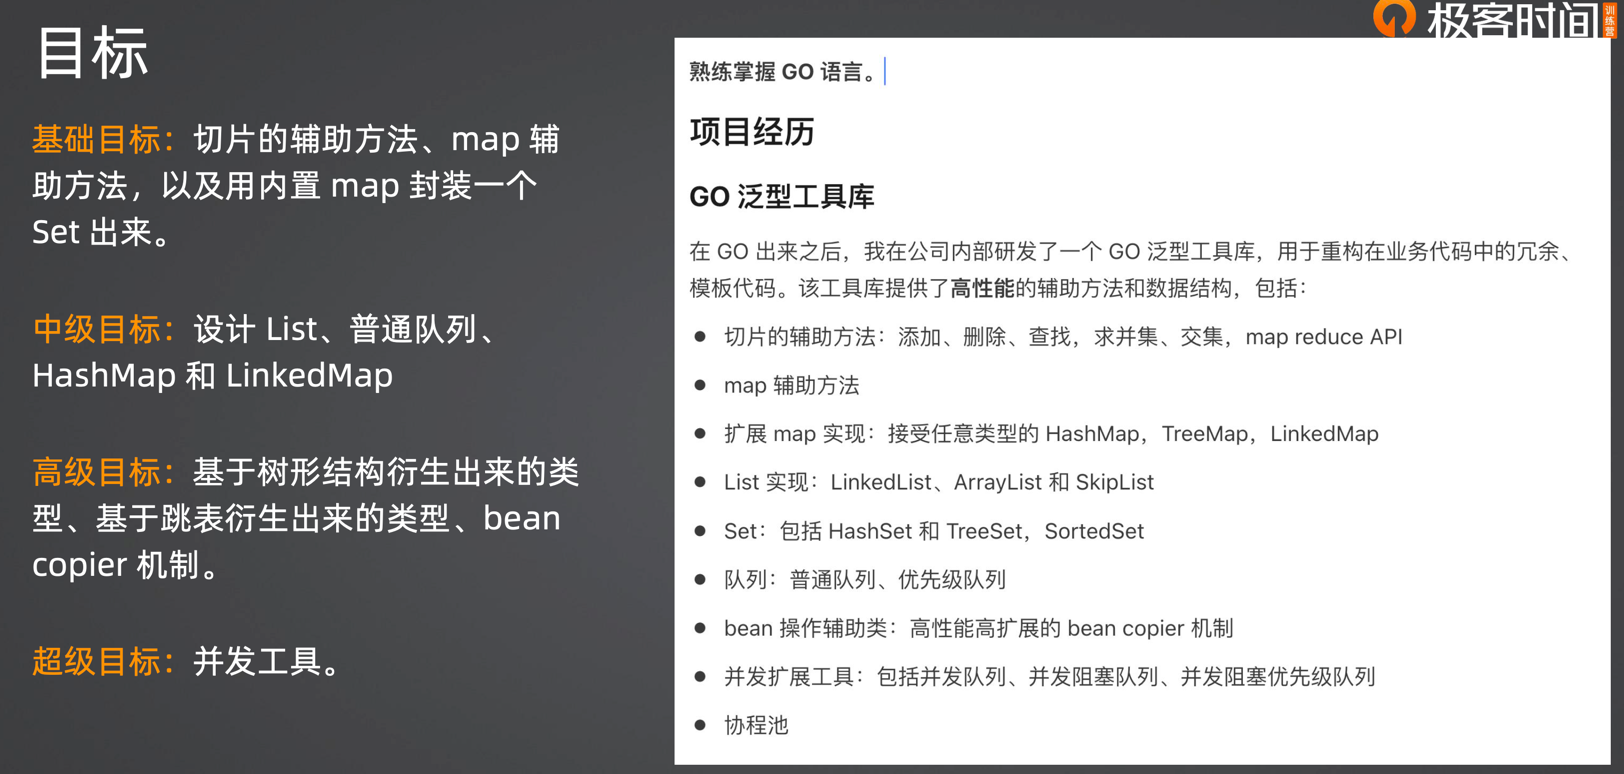 目标
基础目标：切片的辅助方法、map 辅
助方法，以及用内置 map 封装一个
Set 出来。
中级目标：设计 List、普通队列、
HashMap 和 LinkedMap
高级目标：基于树形结构衍生出来的类
型、基于跳表衍生出来的类型、bean
copier 机制。
超级目标：并发工具。
极客时间
训练营
熟练掌握 GO 语言。
项目经历
GO 泛型工具库
在 GO 出来之后，我在公司内部研发了一个 GO 泛型工具库，用于重构在业务代码中的冗余、
模板代码。该工具库提供了高性能的辅助方法和数据结构，包括：
● 切片的辅助方法：添加、删除、查找，求并集、交集，map reduce API
● map 辅助方法
● 扩展 map 实现：接受任意类型的 HashMap，TreeMap，LinkedMap
● List 实现：LinkedList、ArrayList 和 SkipList
● Set：包括 HashSet 和 TreeSet，SortedSet
● 队列：普通队列、优先级队列
● bean 操作辅助类：高性能高扩展的 bean copier 机制
● 并发扩展工具：包括并发队列、并发阻塞队列、并发阻塞优先级队列
● 协程池